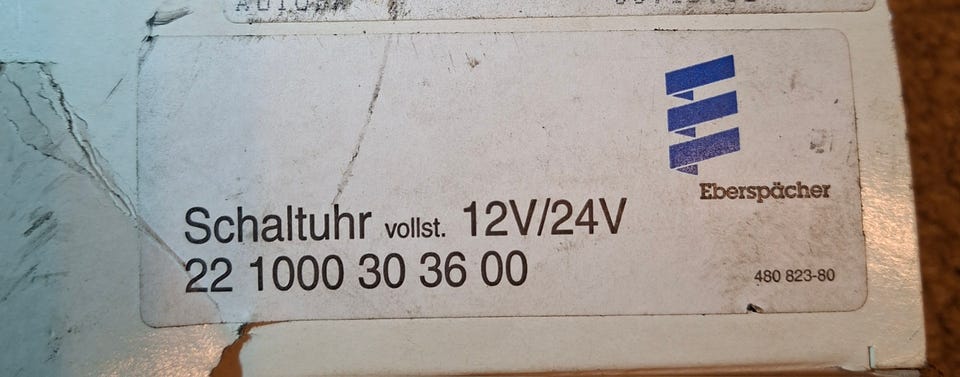 Eberspächer
Schaltuhr vollst. 12V/24V
22 1000 30 36 00
480 823-80